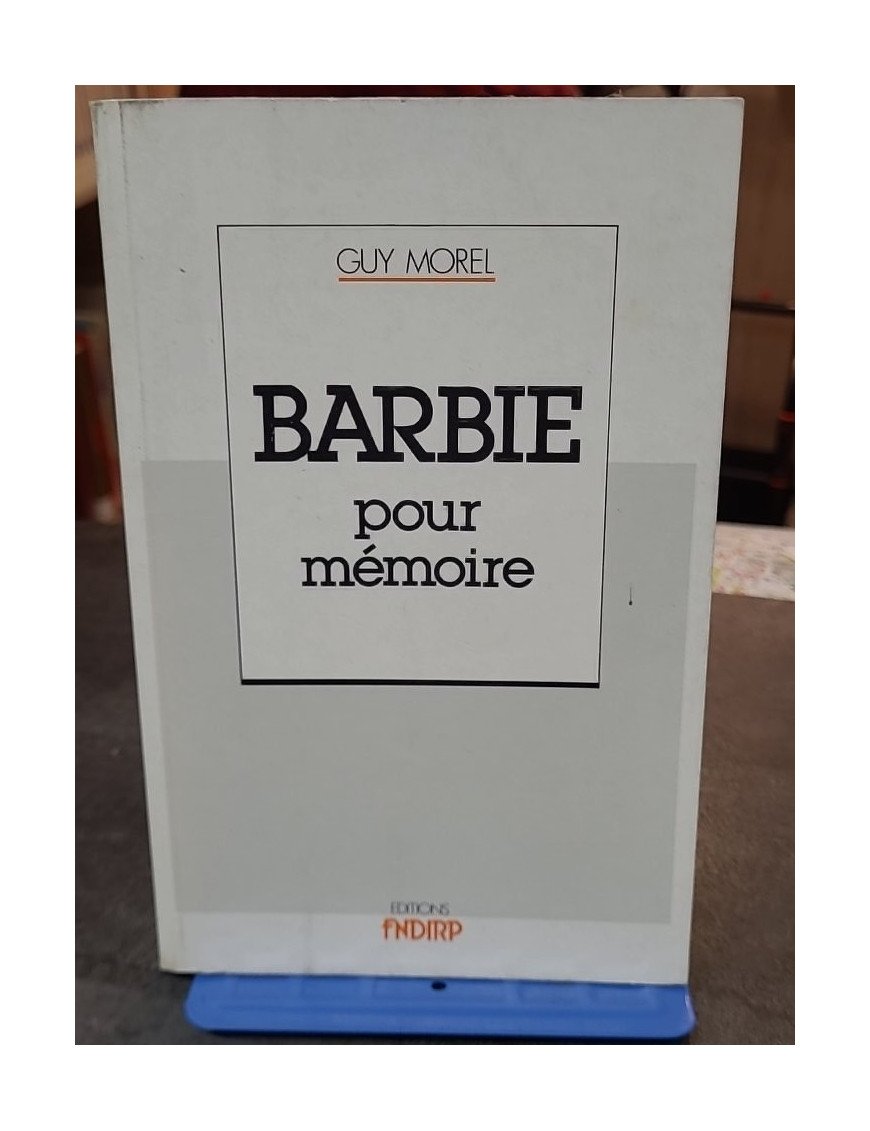 GUY MOREL
BARBIE
pour
mémoire
EDITIONS
FNDIRP